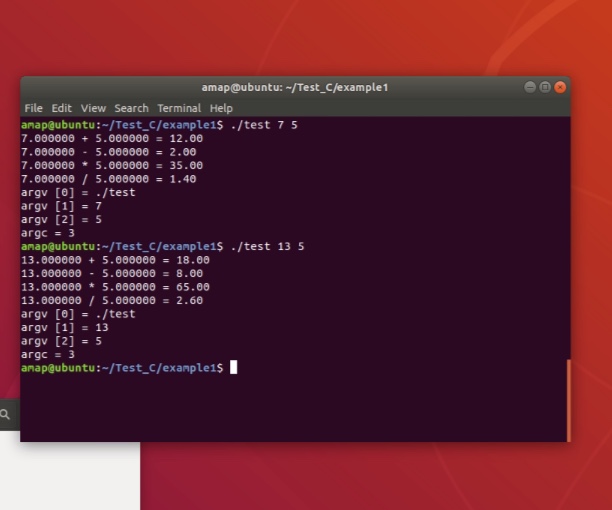 amap@ubuntu: ~/Test_C/example1
File Edit View Search Terminal Help
amap@ubuntu:~/Test_C/example1$ ./test 7 5
7.000000 + 5.000000 = 12.00
7.000000 - 5.000000 = 2.00
7.000000 * 5.000000 = 35.00
7.000000 / 5.000000 = 1.40
argv [0] = ./test
argv [1] = 7
argv [2] = 5
argc = 3
amap@ubuntu:~/Test_C/example1$ ./test 13 5
13.000000 + 5.000000 = 18.00
13.000000 - 5.000000 = 8.00
13.000000 * 5.000000 = 65.00
13.000000 / 5.000000 = 2.60
argv [0] = ./test
argv [1] = 13
argv [2] = 5
argc = 3
amap@ubuntu:~/Test_C/example1$